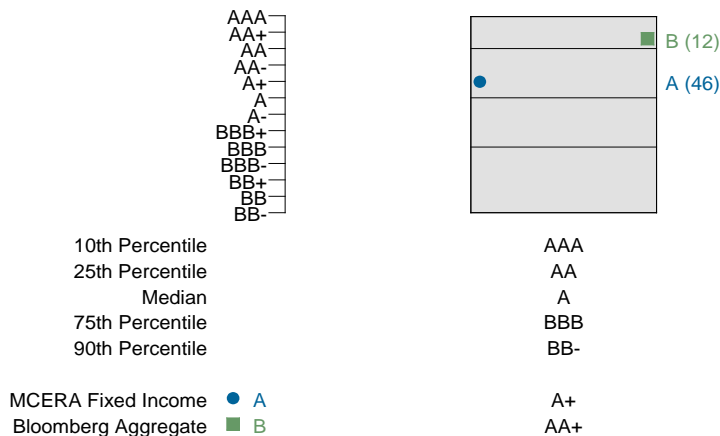 AAA
AA+
AA
AA-
A+
A
A-
BBB+
BBB
BBB-
BB+
BB
BB-
B (12)
A (46)
10th Percentile AAA
25th Percentile AA
Median A
75th Percentile BBB
90th Percentile BB-
MCERA Fixed Income A A+
Bloomberg Aggregate B AA+